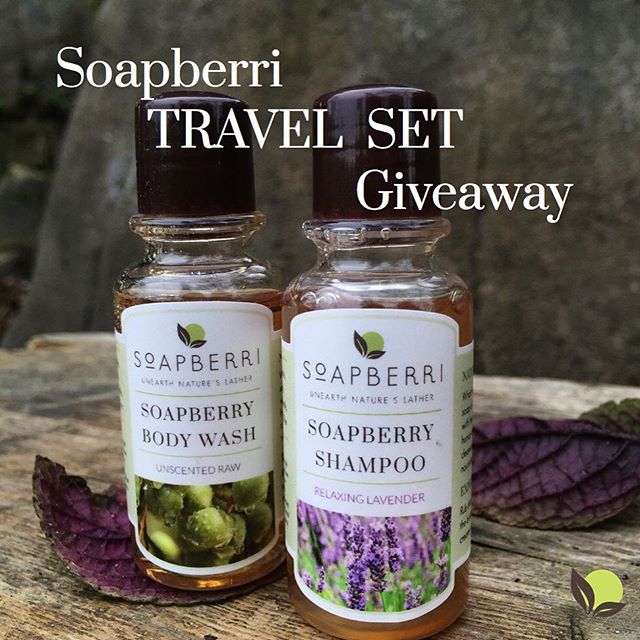 Soapberri
TRAVEL SET
Giveaway
SOAPBERRI
UNEARTH NATURE'S LATHER
SOAPBERRY
BODY WASH
UNSCENTED RAW
SOAPBERRI
UNEARTH NATURE'S LATHER
SOAPBERRY
SHAMPOO
RELAXING LAVENDER